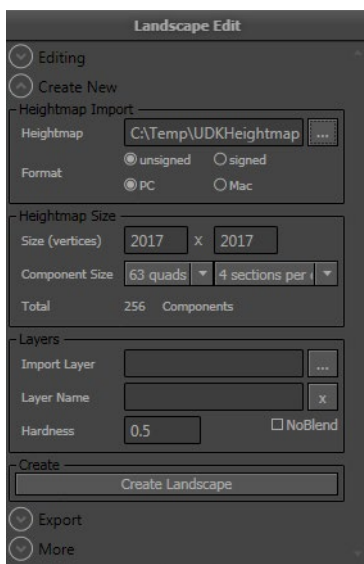 Landscape Edit
Editing
Create New
Heightmap Import
Heightmap C:\Temp\UDKHeightmap ...
Format unsigned signed
PC Mac
Heightmap Size
Size (vertices) 2017 x 2017
Component Size 63 quads 4 sections per
Total 256 Components
Layers
Import Layer ...
Layer Name x
Hardness 0.5 NoBlend
Create
Create Landscape
Export
More